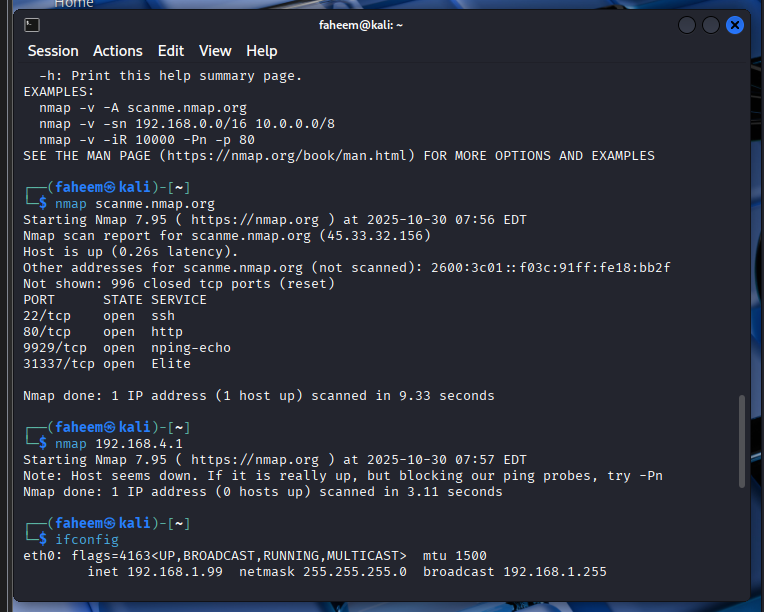 Home
faheem@kali: ~
Session Actions Edit View Help
-h: Print this help summary page.
EXAMPLES:
nmap -v -A scanme.nmap.org
nmap -v -sn 192.168.0.0/16 10.0.0.0/8
nmap -v -iR 10000 -Pn -p 80
SEE THE MAN PAGE (https://nmap.org/book/man.html) FOR MORE OPTIONS AND EXAMPLES
┌──(faheem㉿kali)-[~]
└─$ nmap scanme.nmap.org
Starting Nmap 7.95 ( https://nmap.org ) at 2025-10-30 07:56 EDT
Nmap scan report for scanme.nmap.org (45.33.32.156)
Host is up (0.26s latency).
Other addresses for scanme.nmap.org (not scanned): 2600:3c01::f03c:91ff:fe18:bb2f
Not shown: 996 closed tcp ports (reset)
PORT      STATE SERVICE
22/tcp    open  ssh
80/tcp    open  http
9929/tcp  open  nping-echo
31337/tcp open  Elite
Nmap done: 1 IP address (1 host up) scanned in 9.33 seconds
┌──(faheem㉿kali)-[~]
└─$ nmap 192.168.4.1
Starting Nmap 7.95 ( https://nmap.org ) at 2025-10-30 07:57 EDT
Note: Host seems down. If it is really up, but blocking our ping probes, try -Pn
Nmap done: 1 IP address (0 hosts up) scanned in 3.11 seconds
┌──(faheem㉿kali)-[~]
└─$ ifconfig
eth0: flags=4163<UP,BROADCAST,RUNNING,MULTICAST>  mtu 1500
inet 192.168.1.99  netmask 255.255.255.0  broadcast 192.168.1.255